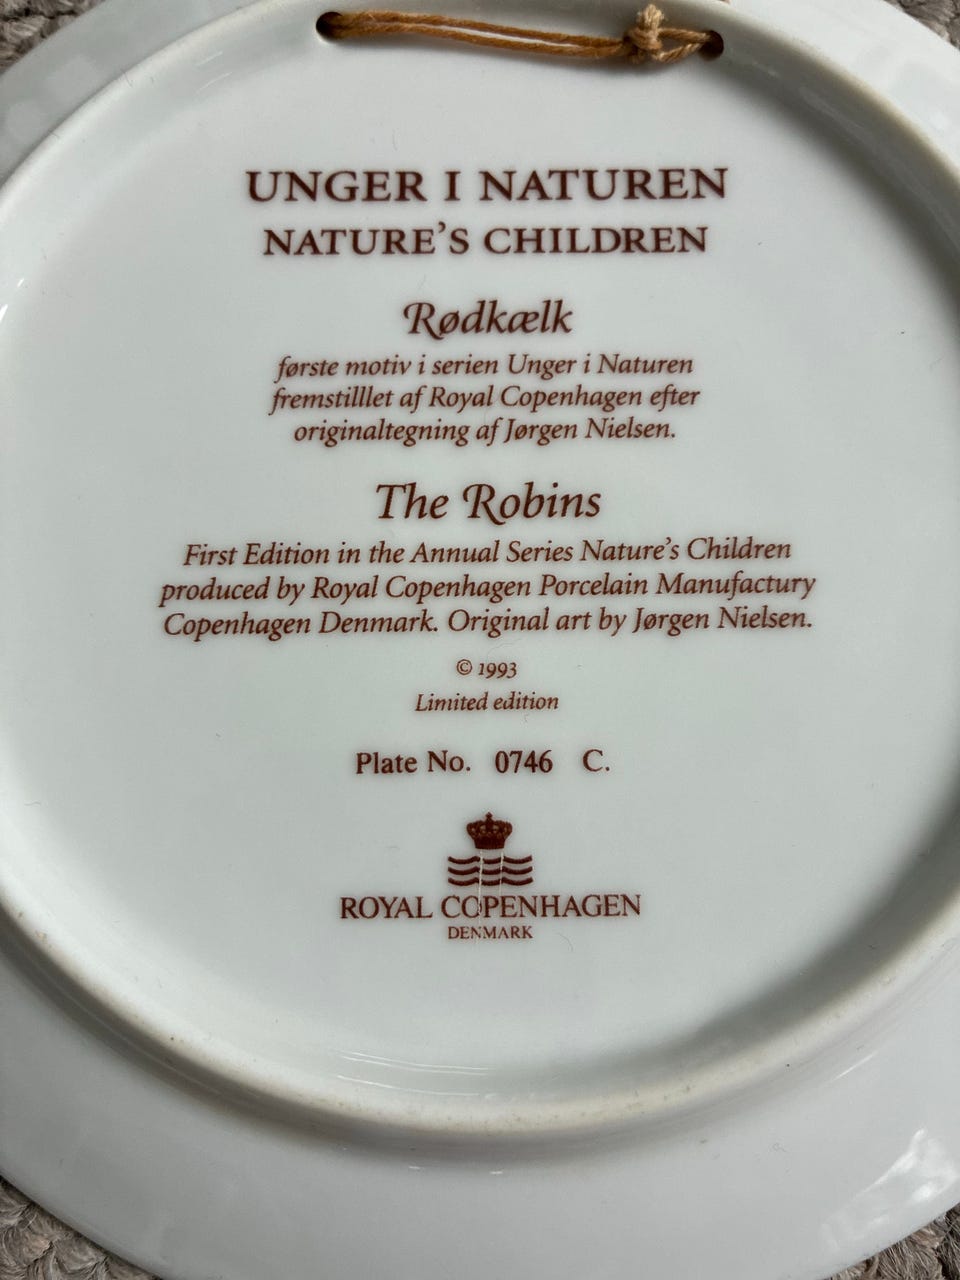 UNGER I NATUREN
NATURE'S CHILDREN
Rødkælk
første motiv i serien Unger i Naturen
fremstilllet af Royal Copenhagen efter
originaltegning af Jørgen Nielsen.
The Robins
First Edition in the Annual Series Nature's Children
produced by Royal Copenhagen Porcelain Manufactury
Copenhagen Denmark. Original art by Jørgen Nielsen.
© 1993
Limited edition
Plate No. 0746 C.
ROYAL COPENHAGEN
DENMARK